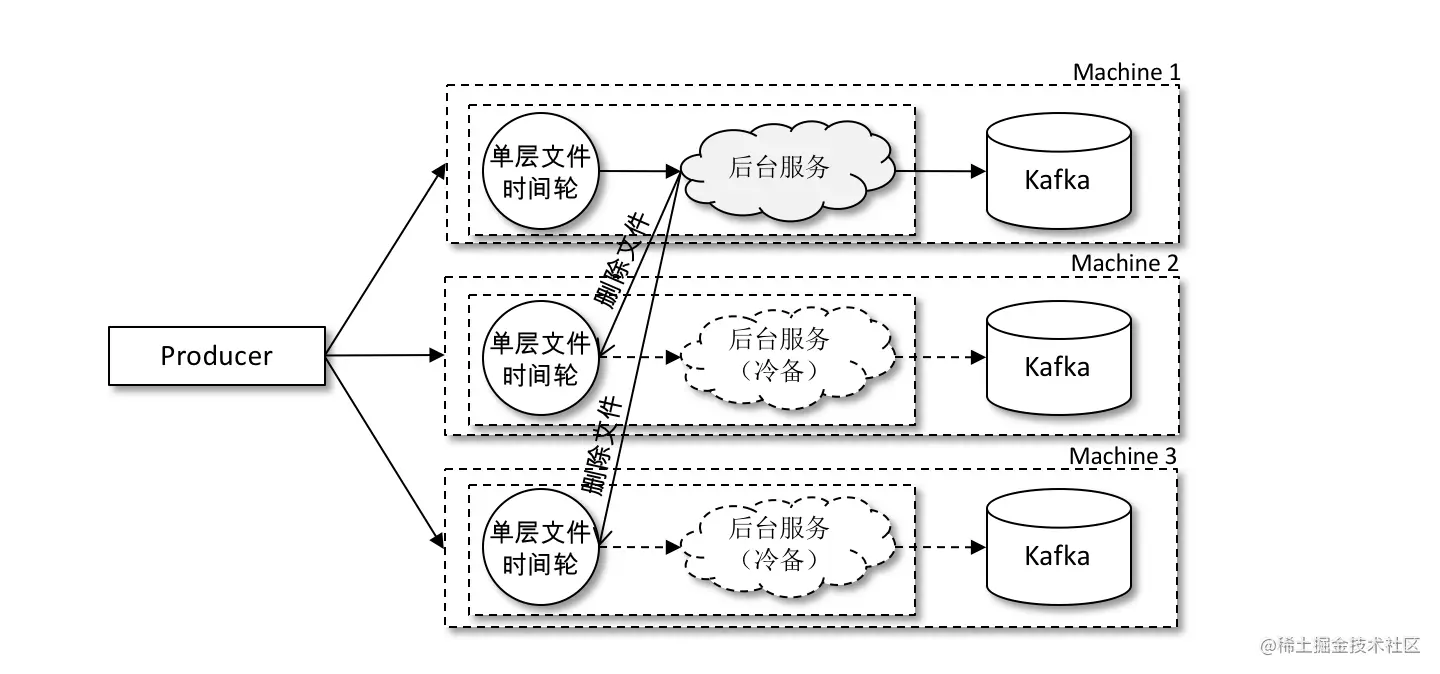 Machine 1
单层文件
时间轮
后台服务
Kafka
删除文件
Machine 2
Producer
单层文件
时间轮
后台服务
（冷备）
Kafka
删除文件
Machine 3
单层文件
时间轮
后台服务
（冷备）
Kafka
@稀土掘金技术社区